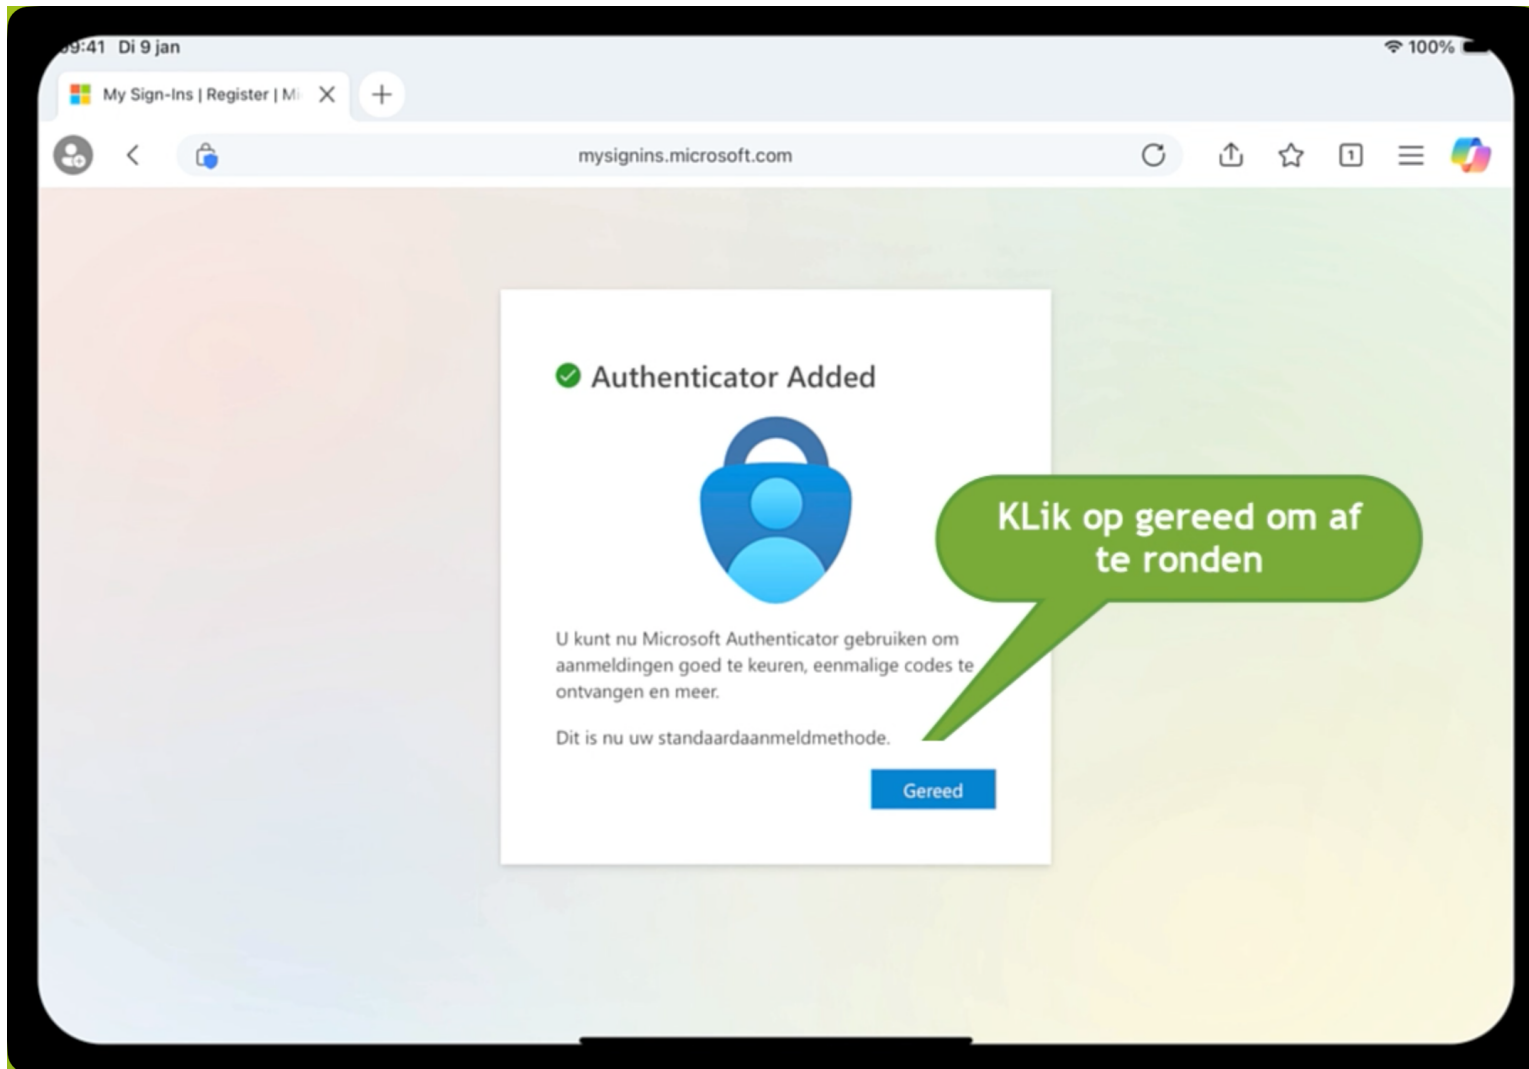 09:41 Di 9 jan
100%
My Sign-Ins | Register | Mi
mysignins.microsoft.com
1
Authenticator Added
KLik op gereed om af
te ronden
U kunt nu Microsoft Authenticator gebruiken om
aanmeldingen goed te keuren, eenmalige codes te
ontvangen en meer.
Dit is nu uw standaardaanmeldmethode.
Gereed